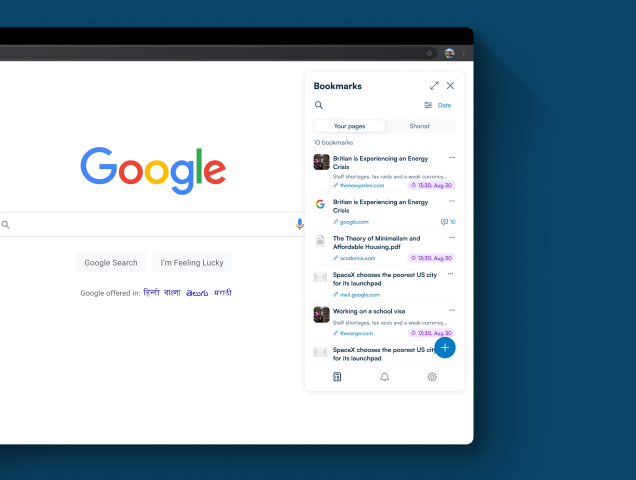 Google
Google Search
I'm Feeling Lucky
Google offered in: हिन्दी বাংলা తెలుగు मराठी
Bookmarks
Date
Your pages
Shared
10 bookmarks
Britian is Experiencing an Energy
Crisis
Staff shortages, tax raids and a weak currency...
thenewyorker.com
13:30, Aug 30
Britian is Experiencing an Energy
Crisis
google.com
10
The Theory of Minimalism and
Affordable Housing.pdf
academia.com
13:30, Aug 30
SpaceX chooses the poorest US city
for its launchpad
mail.google.com
Working on a school visa
Staff shortages, tax raids and a weak currency...
theverge.com
13:30, Aug 30
SpaceX chooses the poorest US city
for its launchpad